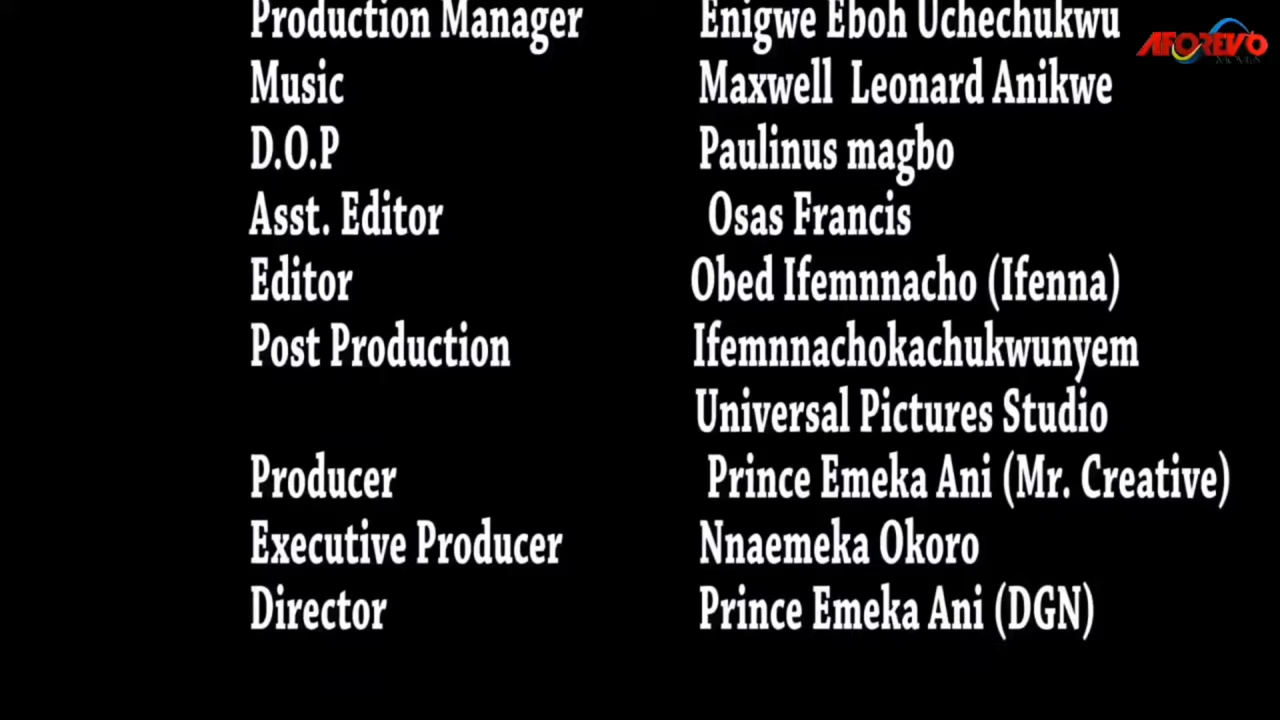 Production Manager Enigwe Eboh Uchechukwu
AFOREVO
MOVIES
Music Maxwell Leonard Anikwe
D.O.P Paulinus magbo
Asst. Editor Osas Francis
Editor Obed Ifemnnacho (Ifenna)
Post Production Ifemnnachokachukwunyem
Universal Pictures Studio
Producer Prince Emeka Ani (Mr. Creative)
Executive Producer Nnaemeka Okoro
Director Prince Emeka Ani (DGN)